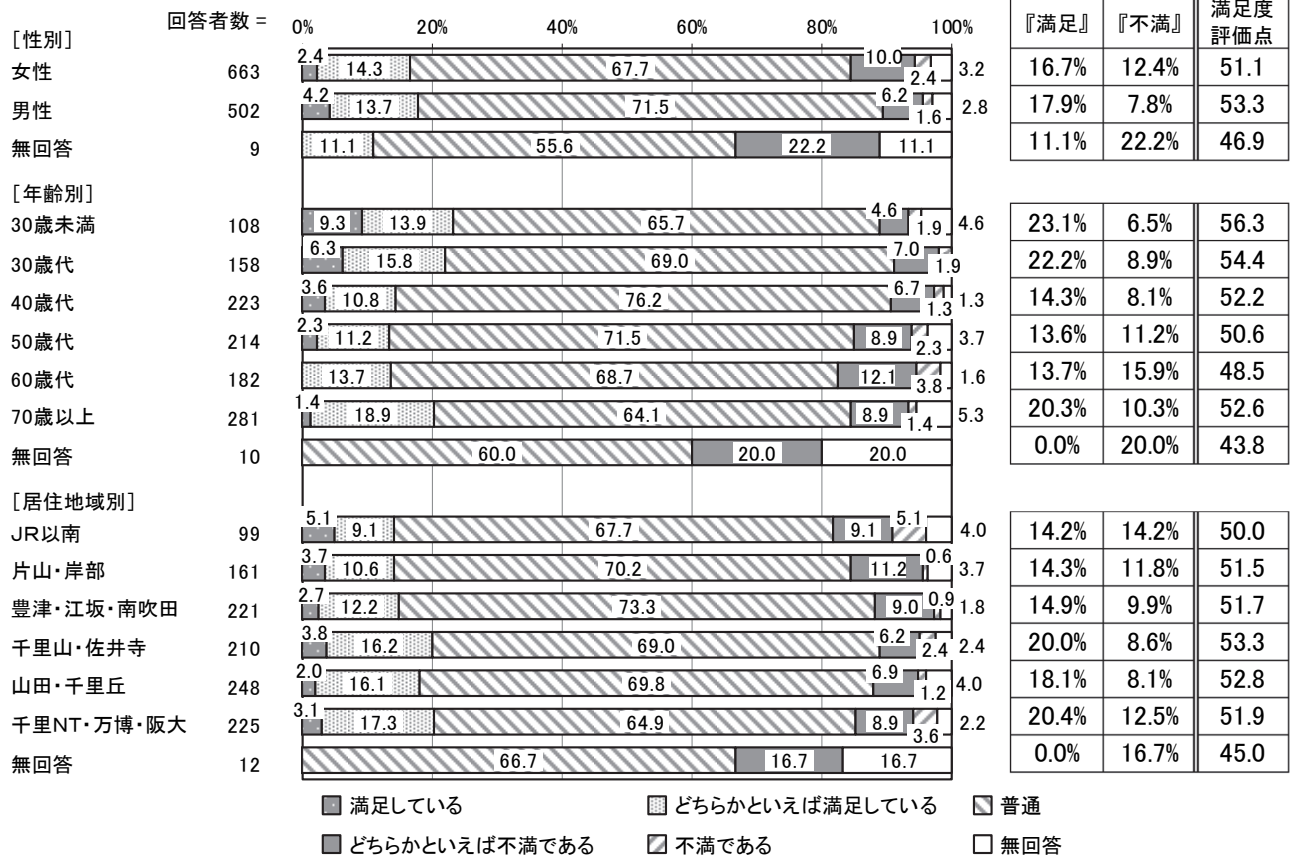 回答者数 = 0% 20% 40% 60% 80% 100% 『満足』 『不満』 満足度評価点
［性別］
女性 663 2.4 14.3 67.7 10.0 2.4 3.2 16.7% 12.4% 51.1
男性 502 4.2 13.7 71.5 6.2 1.6 2.8 17.9% 7.8% 53.3
無回答 9 11.1 55.6 22.2 11.1 11.1% 22.2% 46.9
［年齢別］
30歳未満 108 9.3 13.9 65.7 4.6 1.9 4.6 23.1% 6.5% 56.3
30歳代 158 6.3 15.8 69.0 7.0 1.9 22.2% 8.9% 54.4
40歳代 223 3.6 10.8 76.2 6.7 1.3 1.3 14.3% 8.1% 52.2
50歳代 214 2.3 11.2 71.5 8.9 2.3 3.7 13.6% 11.2% 50.6
60歳代 182 13.7 68.7 12.1 3.8 1.6 13.7% 15.9% 48.5
70歳以上 281 1.4 18.9 64.1 8.9 1.4 5.3 20.3% 10.3% 52.6
無回答 10 60.0 20.0 20.0 0.0% 20.0% 43.8
［居住地域別］
JR以南 99 5.1 9.1 67.7 9.1 5.1 4.0 14.2% 14.2% 50.0
片山・岸部 161 3.7 10.6 70.2 11.2 0.6 3.7 14.3% 11.8% 51.5
豊津・江坂・南吹田 221 2.7 12.2 73.3 9.0 0.9 1.8 14.9% 9.9% 51.7
千里山・佐井寺 210 3.8 16.2 69.0 6.2 2.4 2.4 20.0% 8.6% 53.3
山田・千里丘 248 2.0 16.1 69.8 6.9 1.2 4.0 18.1% 8.1% 52.8
千里NT・万博・阪大 225 3.1 17.3 64.9 8.9 3.6 2.2 20.4% 12.5% 51.9
無回答 12 66.7 16.7 16.7 0.0% 16.7% 45.0
満足している どちらかといえば満足している 普通
どちらかといえば不満である 不満である 無回答